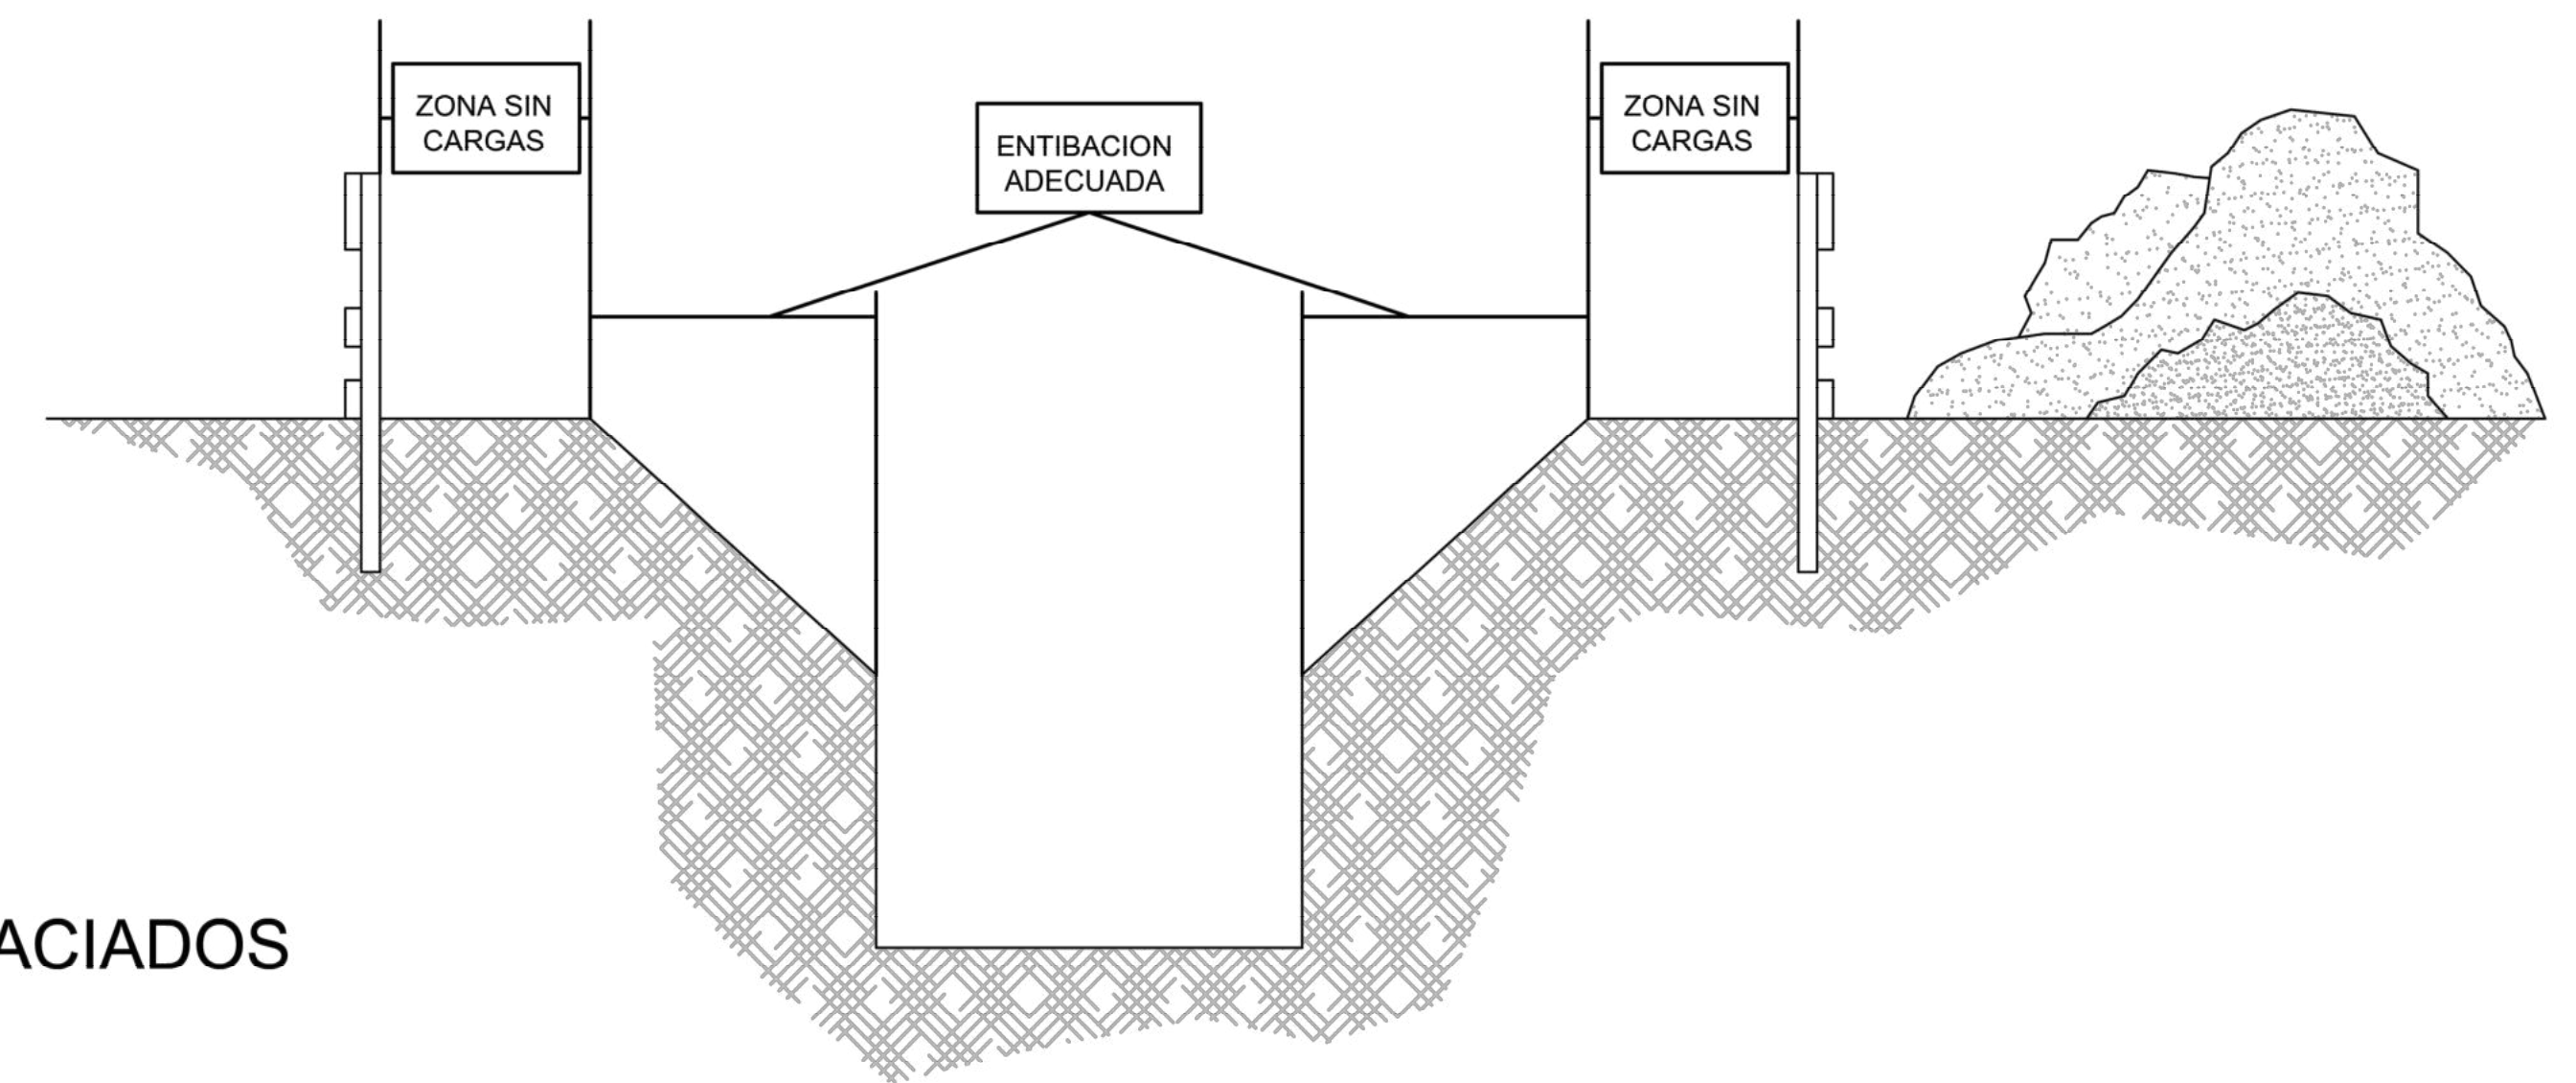 ZONA SIN
CARGAS
ENTIBACION
ADECUADA
ZONA SIN
CARGAS
ACIADOS